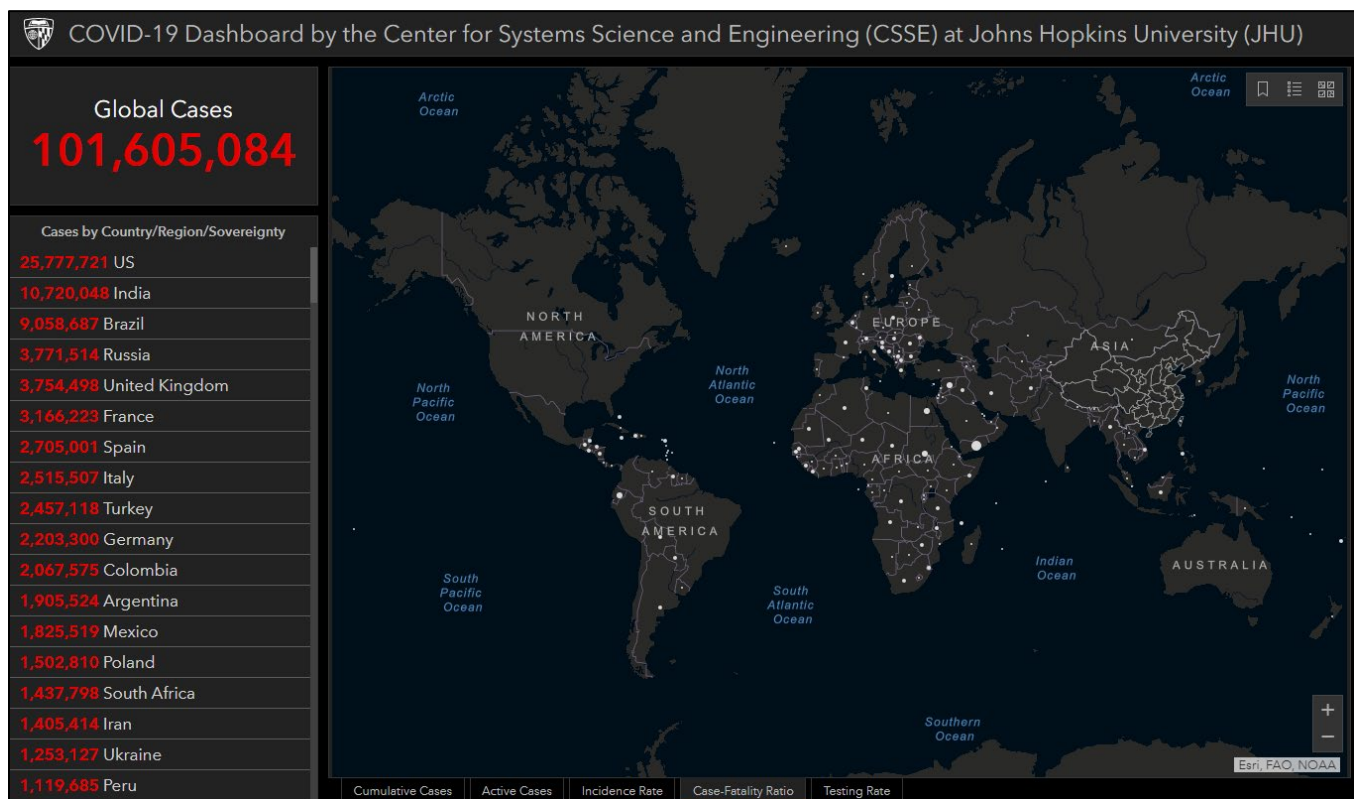 COVID-19 Dashboard by the Center for Systems Science and Engineering (CSSE) at Johns Hopkins University (JHU)
Global Cases
101,605,084
Cases by Country/Region/Sovereignty
25,777,721 US
10,720,048 India
9,058,687 Brazil
3,771,514 Russia
3,754,498 United Kingdom
3,166,223 France
2,705,001 Spain
2,515,507 Italy
2,457,118 Turkey
2,203,300 Germany
2,067,575 Colombia
1,905,524 Argentina
1,825,519 Mexico
1,502,810 Poland
1,437,798 South Africa
1,405,414 Iran
1,253,127 Ukraine
1,119,685 Peru
Arctic
Ocean
Arctic
Ocean
NORTH
AMERICA
EUROPE
ASIA
North
Pacific
Ocean
North
Atlantic
Ocean
North
Pacific
Ocean
AFRICA
SOUTH
AMERICA
Indian
Ocean
AUSTRALIA
South
Pacific
Ocean
South
Atlantic
Ocean
Southern
Ocean
+
−
Esri, FAO, NOAA
Cumulative Cases
Active Cases
Incidence Rate
Case-Fatality Ratio
Testing Rate